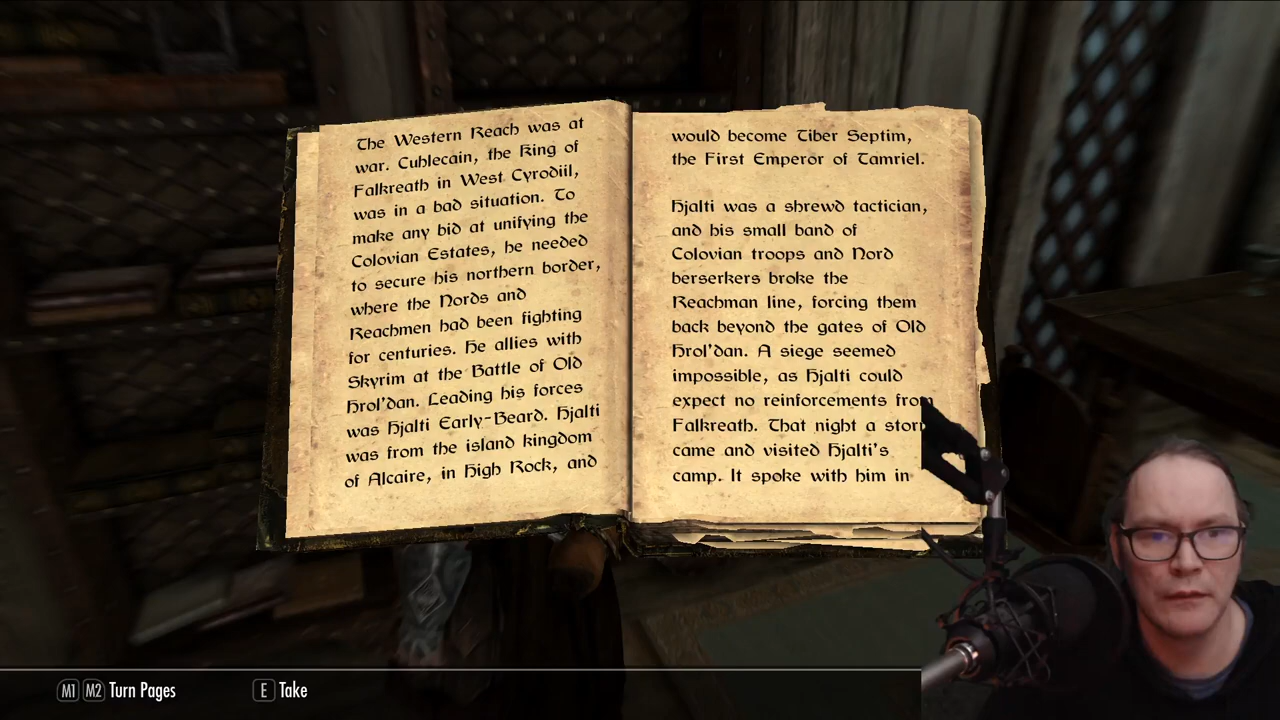 The Western Reach was at
war. Cuhlecain, the King of
Falkreath in West Cyrodiil,
was in a bad situation. To
make any bid at unifying the
Colovian Estates, he needed
to secure his northern border,
where the Nords and
Reachmen had been fighting
for centuries. He allies with
Skyrim at the Battle of Old
Hrol'dan. Leading his forces
was Hjalti Early-Beard. Hjalti
was from the island kingdom
of Alcaire, in High Rock, and
would become Tiber Septim,
the First Emperor of Tamriel.
Hjalti was a shrewd tactician,
and his small band of
Colovian troops and Nord
berserkers broke the
Reachman line, forcing them
back beyond the gates of Old
Hrol'dan. A siege seemed
impossible, as Hjalti could
expect no reinforcements from
Falkreath. That night a
came and visited Hjalti's
camp. It spoke with him in
M1 M2 Turn Pages
E Take